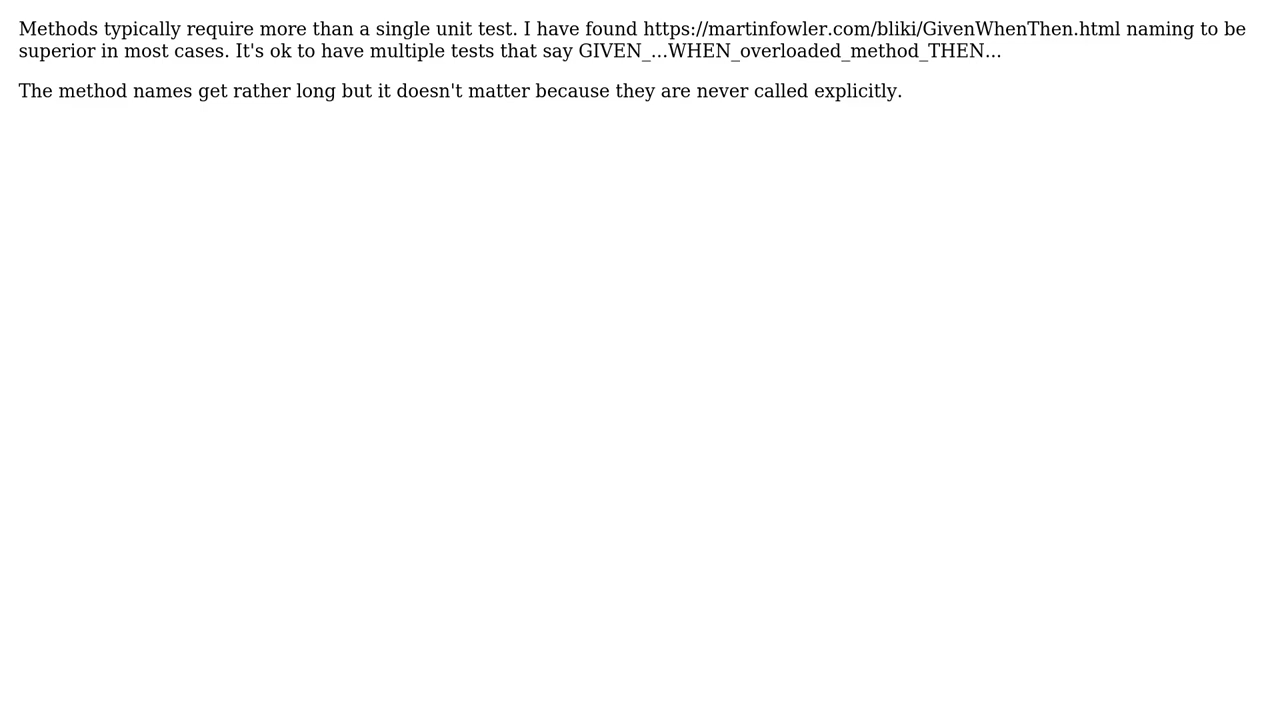 Methods typically require more than a single unit test. I have found https://martinfowler.com/bliki/GivenWhenThen.html naming to be
superior in most cases. It's ok to have multiple tests that say GIVEN_...WHEN_overloaded_method_THEN...
The method names get rather long but it doesn't matter because they are never called explicitly.